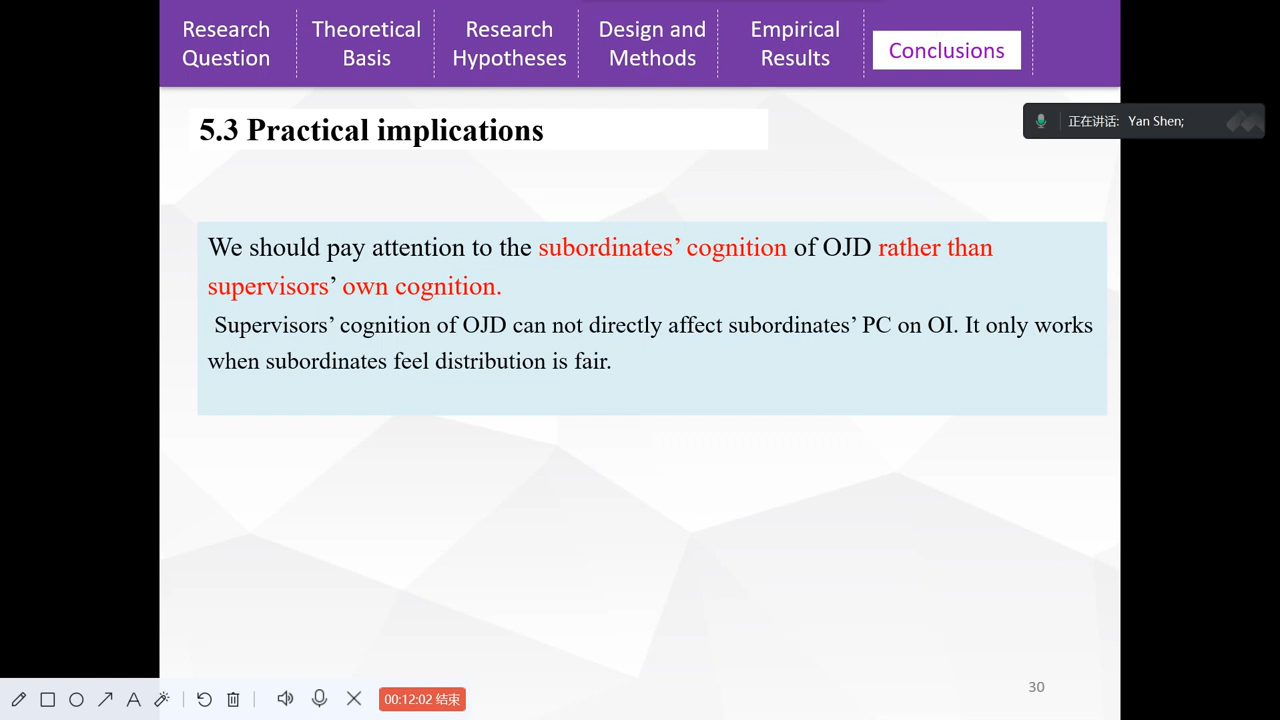 Research Question
Theoretical Basis
Research Hypotheses
Design and Methods
Empirical Results
Conclusions
5.3 Practical implications
正在讲话: Yan Shen;
We should pay attention to the subordinates’ cognition of OJD rather than
supervisors’ own cognition.
Supervisors’ cognition of OJD can not directly affect subordinates’ PC on OI. It only works
when subordinates feel distribution is fair.
30
00:12:02 结束